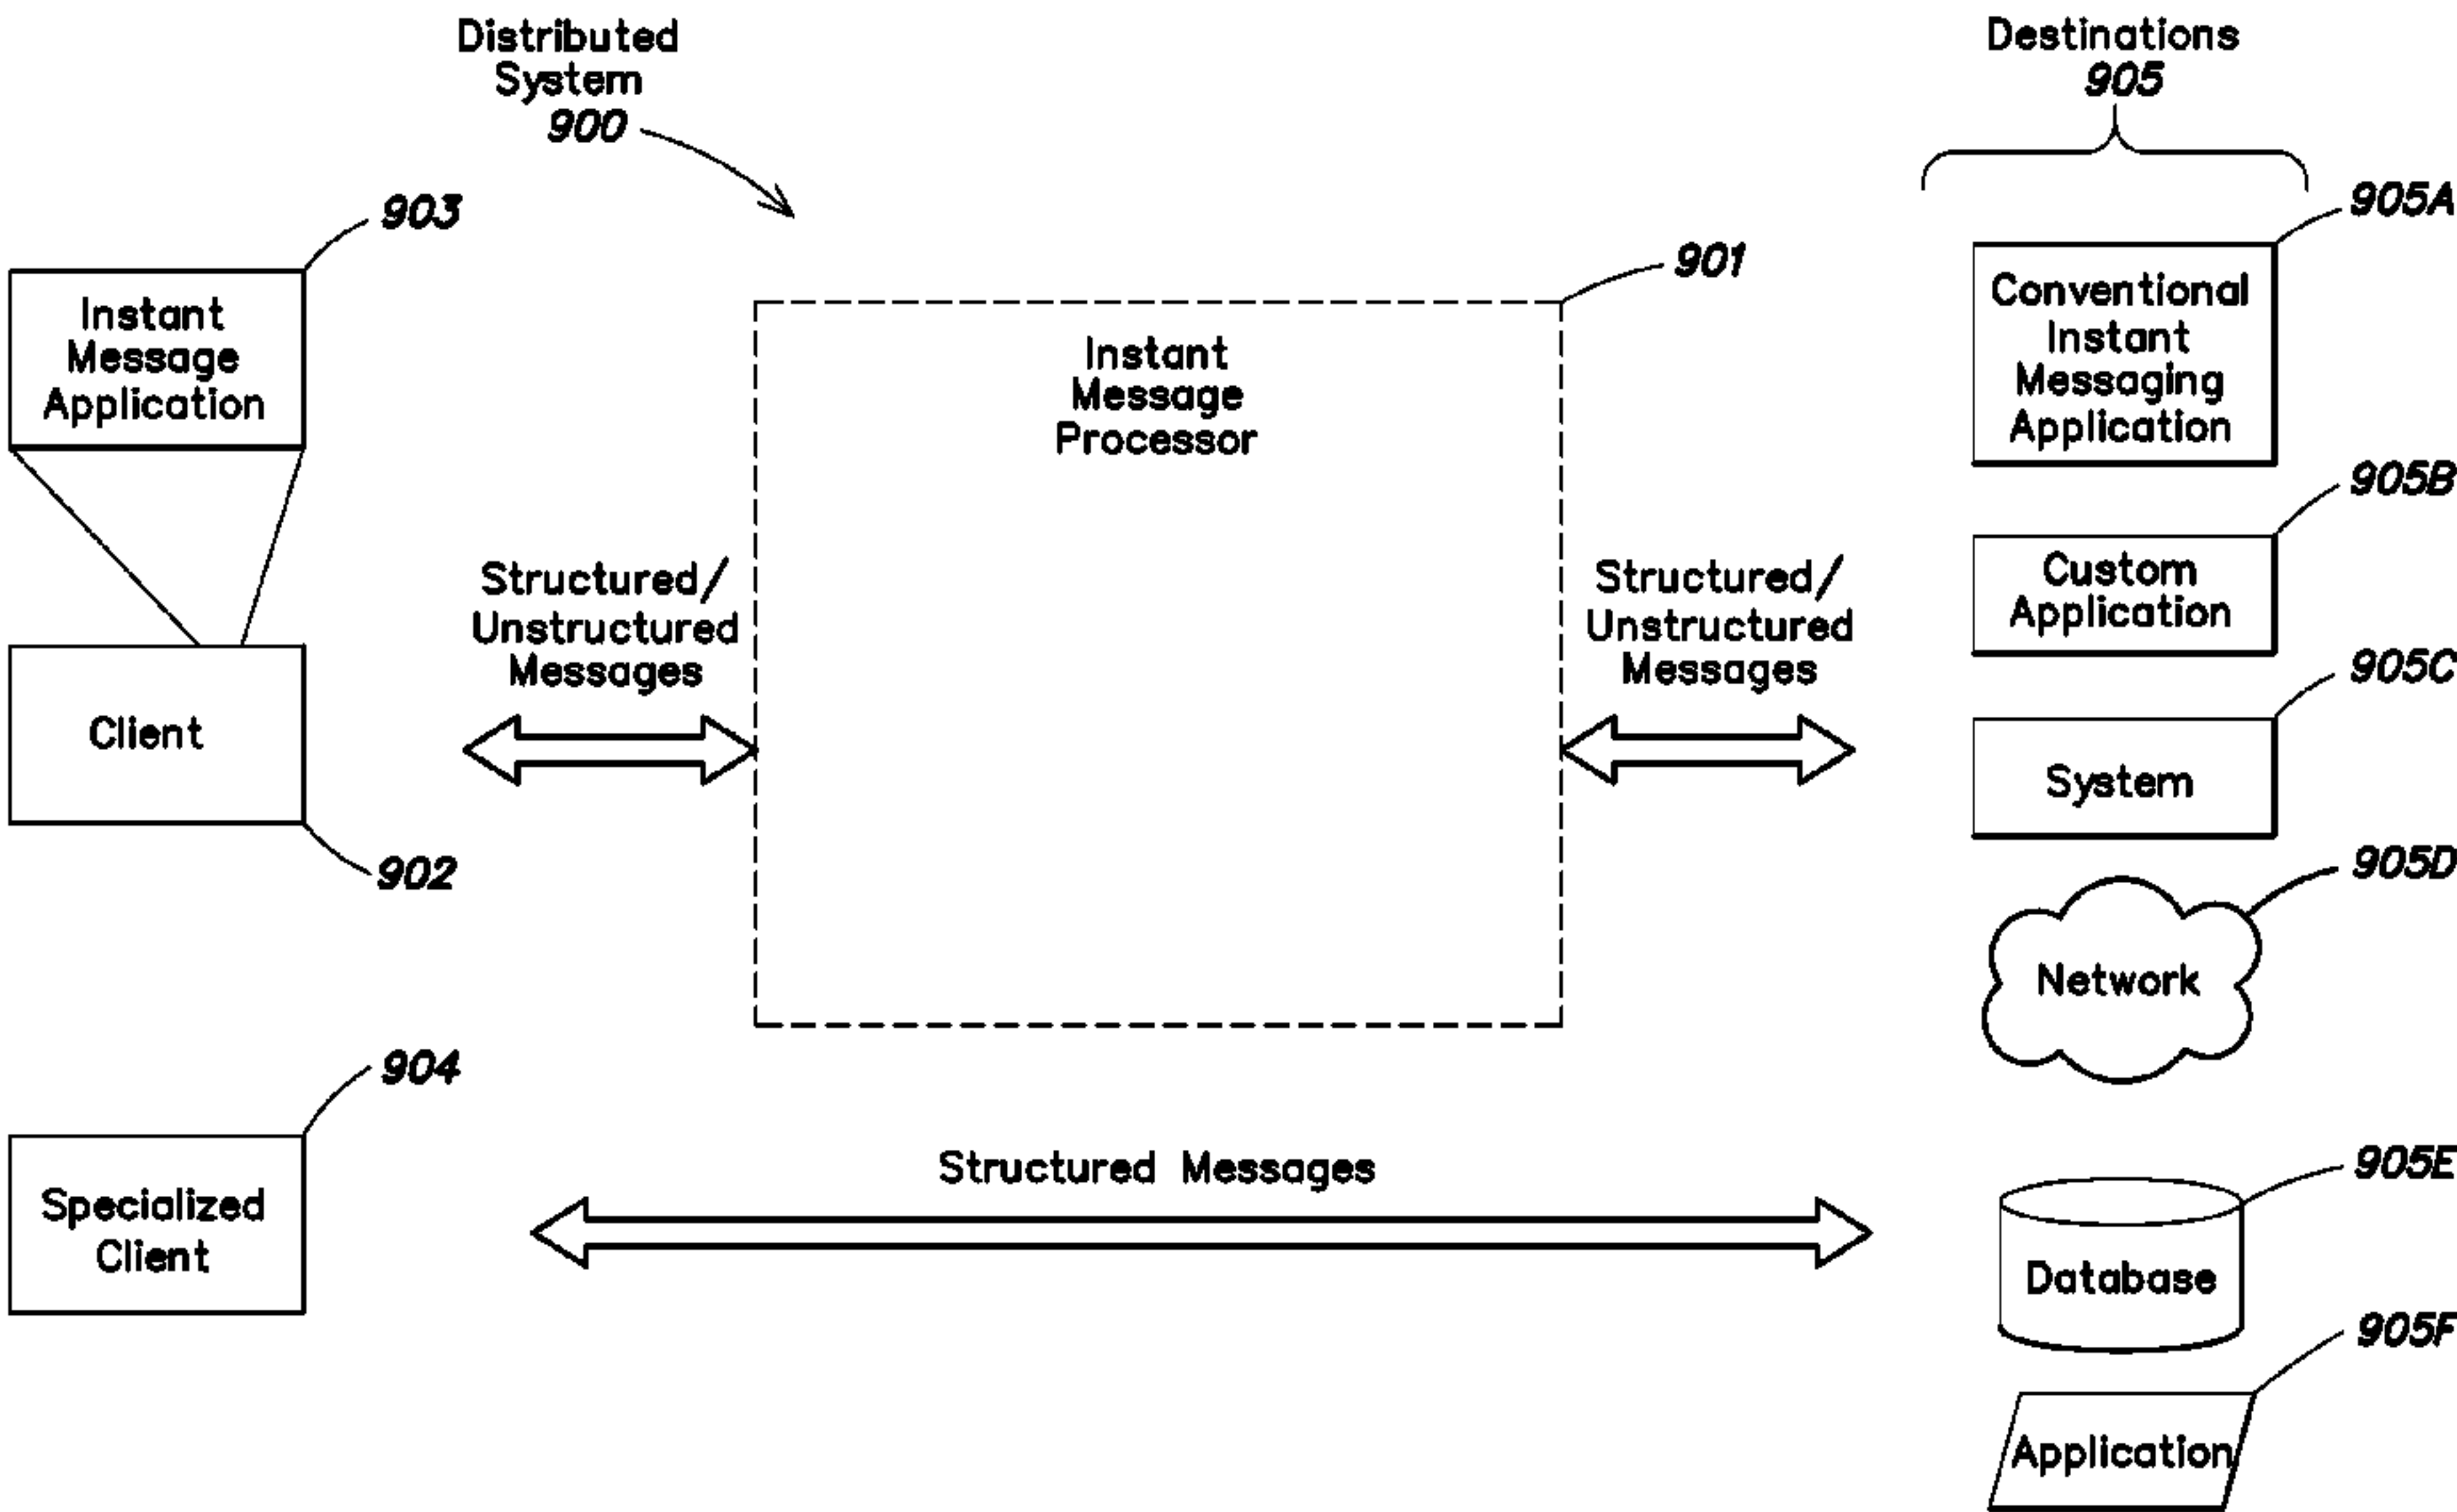 Distributed
System
900
Destinations
905
903
Instant
Message
Application
901
Instant
Message
Processor
905A
Conventional
Instant
Messaging
Application
905B
Custom
Application
Structured/
Unstructured
Messages
Structured/
Unstructured
Messages
Client
902
905C
System
905D
Network
904
Specialized
Client
Structured Messages
905E
Database
905F
Application